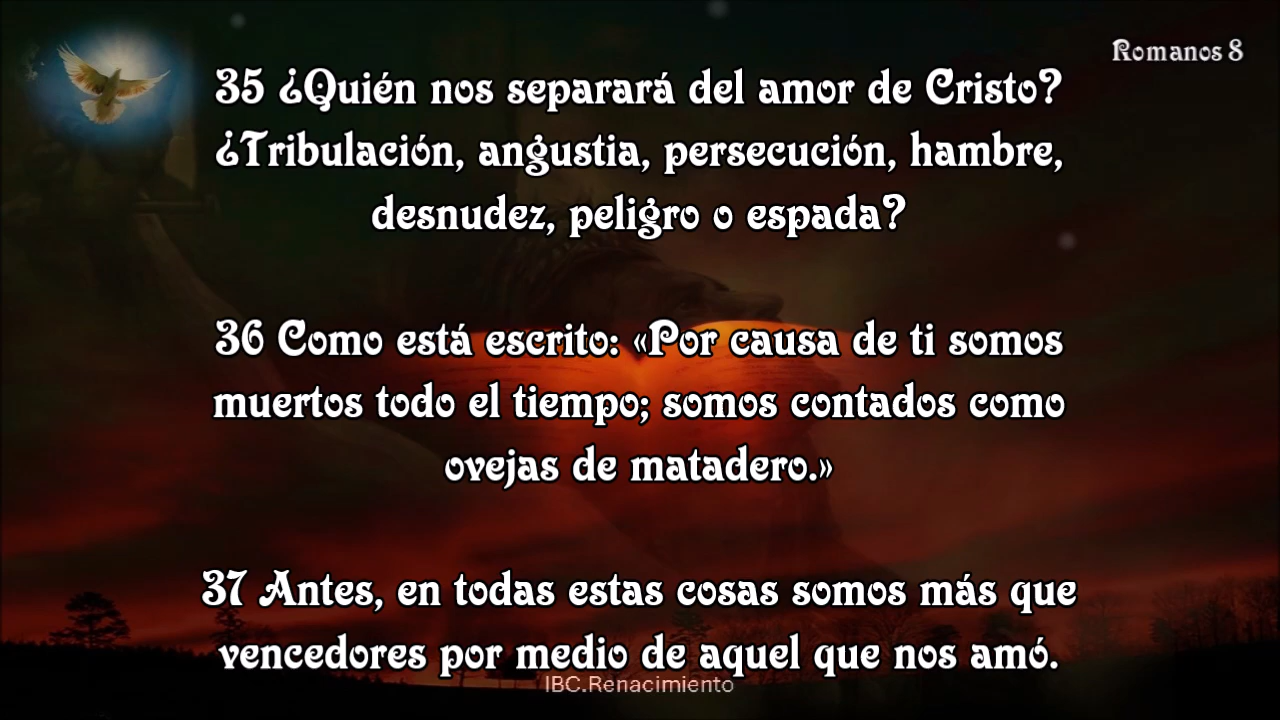 Romanos 8
35 ¿Quién nos separará del amor de Cristo?
¿Tribulación, angustia, persecución, hambre,
desnudez, peligro o espada?
36 Como está escrito: «Por causa de ti somos
muertos todo el tiempo; somos contados como
ovejas de matadero.»
37 Antes, en todas estas cosas somos más que
vencedores por medio de aquel que nos amó.
IBC.Renacimiento